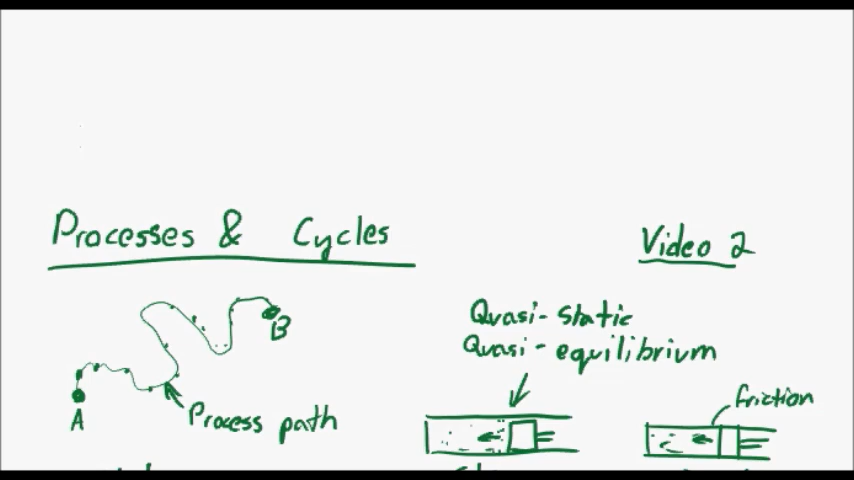 Processes & Cycles
Video 2
Quasi-static
Quasi-equilibrium
B
A
Process path
friction